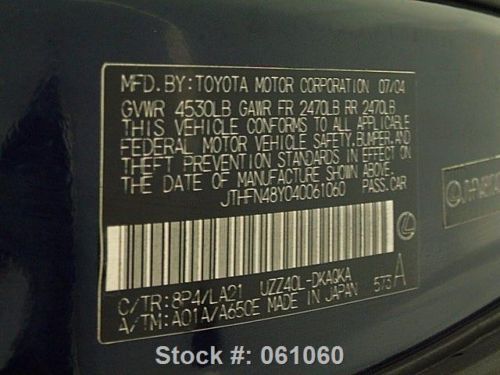 MFD. BY: TOYOTA MOTOR CORPORATION 07/04
GVWR 4530LB GAWR FR 2470LB RR 2470LB
THIS VEHICLE CONFORMS TO ALL APPLICABLE
FEDERAL MOTOR VEHICLE SAFETY, BUMPER, AND
THEFT PREVENTION STANDARDS IN EFFECT ON
THE DATE OF MANUFACTURE SHOWN ABOVE.
JTHFN48Y040061060 PASS. CAR
C/TR: 8P4/LA21 UZZ40L-DKAQKA
A/TM: A01A/A650E MADE IN JAPAN 575 A
Stock #: 061060